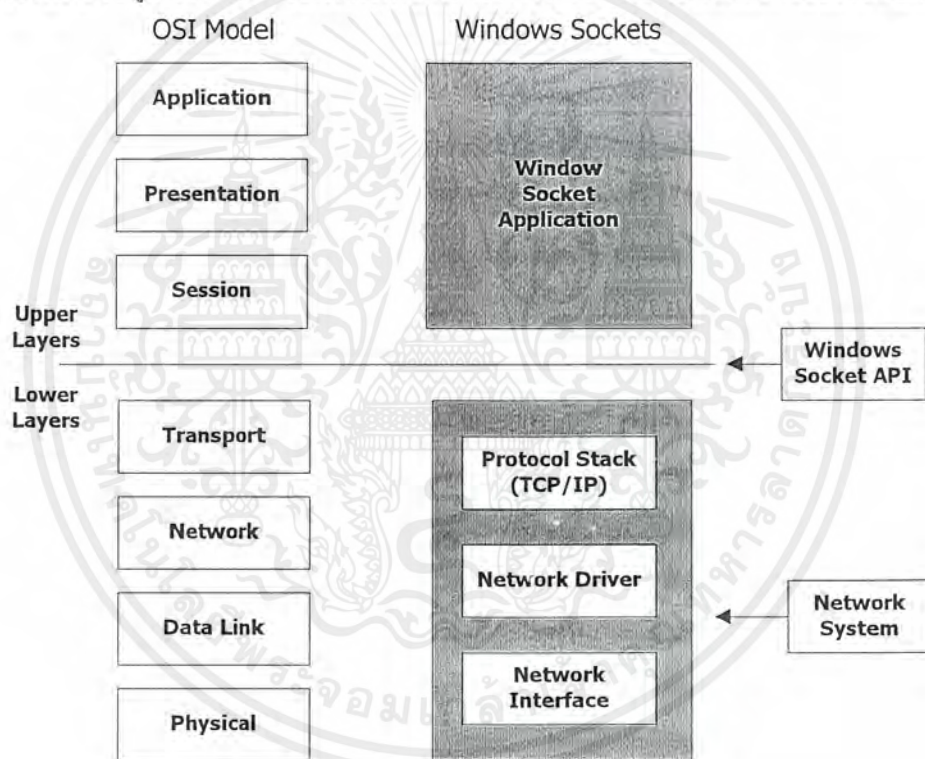 OSI Model
Windows Sockets
Application
Presentation
Session
Window
Socket
Application
Upper
Layers
Lower
Layers
Windows
Socket API
Transport
Network
Data Link
Physical
Protocol Stack
(TCP/IP)
Network Driver
Network
Interface
Network
System